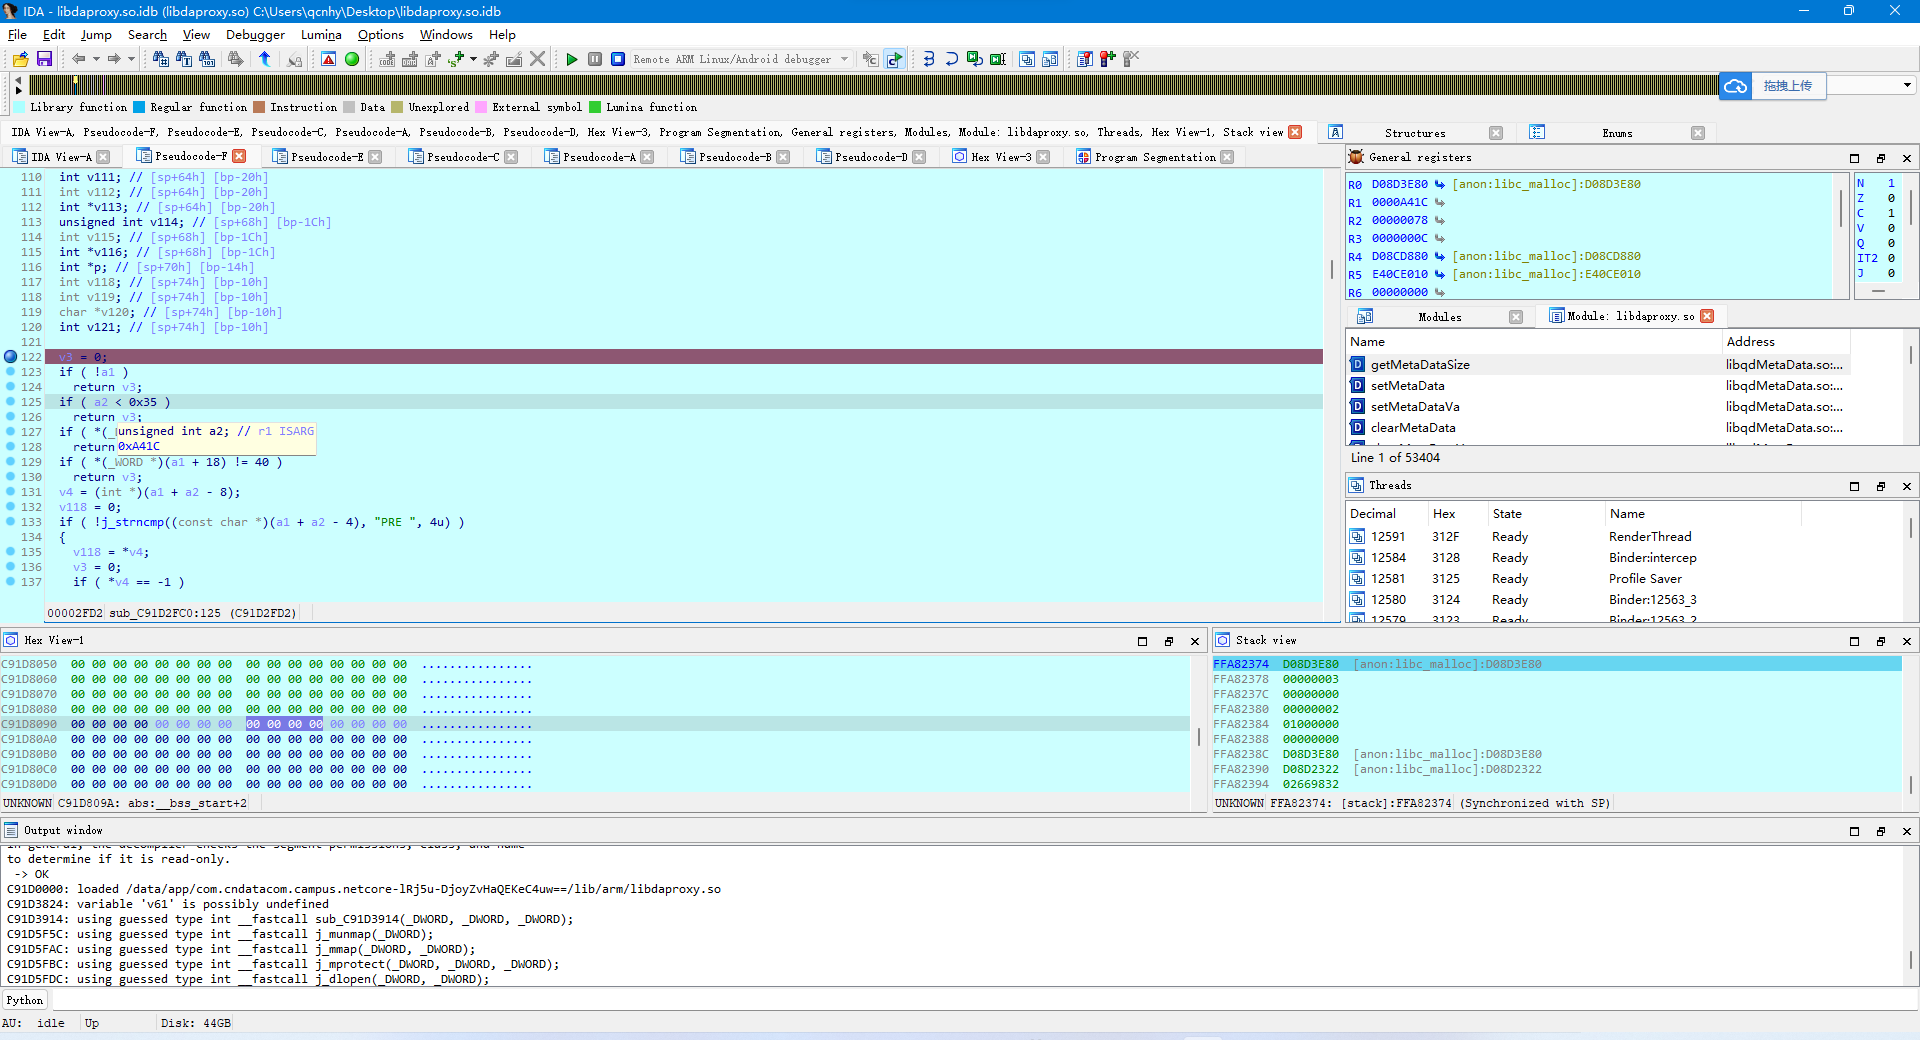 IDA - libdaproxy.so.idb (libdaproxy.so) C:\Users\qcnhy\Desktop\libdaproxy.so.idb
File Edit Jump Search View Debugger Lumina Options Windows Help
Remote ARM Linux/Android debugger
拖拽上传
Library function Regular function Instruction Data Unexplored External symbol Lumina function
IDA View-A, Pseudocode-F, Pseudocode-E, Pseudocode-C, Pseudocode-A, Pseudocode-B, Pseudocode-D, Hex View-3, Program Segmentation, General registers, Modules, Module: libdaproxy.so, Threads, Hex View-1, Stack view
Structures
Enums
IDA View-A Pseudocode-F Pseudocode-E Pseudocode-C Pseudocode-A Pseudocode-B Pseudocode-D Hex View-3 Program Segmentation
110 int v111; // [sp+64h] [bp-20h]
111 int v112; // [sp+64h] [bp-20h]
112 int *v113; // [sp+64h] [bp-20h]
113 unsigned int v114; // [sp+68h] [bp-1Ch]
114 int v115; // [sp+68h] [bp-1Ch]
115 int *v116; // [sp+68h] [bp-1Ch]
116 int *p; // [sp+70h] [bp-14h]
117 int v118; // [sp+74h] [bp-10h]
118 int v119; // [sp+74h] [bp-10h]
119 char *v120; // [sp+74h] [bp-10h]
120 int v121; // [sp+74h] [bp-10h]
121
122 v3 = 0;
123 if ( !a1 )
124 return v3;
125 if ( a2 < 0x35 )
126 return v3;
127 if ( *(_
unsigned int a2; // r1 ISARG
128 return
0xA41C
129 if ( *(_WORD *)(a1 + 18) != 40 )
130 return v3;
131 v4 = (int *)(a1 + a2 - 8);
132 v118 = 0;
133 if ( !j_strncmp((const char *)(a1 + a2 - 4), "PRE ", 4u) )
134 {
135 v118 = *v4;
136 v3 = 0;
137 if ( *v4 == -1 )
00002FD2 sub_C91D2FC0:125 (C91D2FD2)
General registers
R0 D08D3E80 [anon:libc_malloc]:D08D3E80
R1 0000A41C
R2 00000078
R3 0000000C
R4 D08CD880 [anon:libc_malloc]:D08CD880
R5 E40CE010 [anon:libc_malloc]:E40CE010
R6 00000000
N 1
Z 0
C 1
V 0
Q 0
IT2 0
J 0
Modules
Module: libdaproxy.so
Name Address
getMetaDataSize libqdMetaData.so:...
setMetaData libqdMetaData.so:...
setMetaDataVa libqdMetaData.so:...
clearMetaData libqdMetaData.so:...
Line 1 of 53404
Threads
Decimal Hex State Name
12591 312F Ready RenderThread
12584 3128 Ready Binder:intercep
12581 3125 Ready Profile Saver
12580 3124 Ready Binder:12563_3
12579 3123 Ready Binder:12563_2
Hex View-1
C91D8050 00 00 00 00 00 00 00 00 00 00 00 00 00 00 00 00 ................
C91D8060 00 00 00 00 00 00 00 00 00 00 00 00 00 00 00 00 ................
C91D8070 00 00 00 00 00 00 00 00 00 00 00 00 00 00 00 00 ................
C91D8080 00 00 00 00 00 00 00 00 00 00 00 00 00 00 00 00 ................
C91D8090 00 00 00 00 00 00 00 00 00 00 00 00 00 00 00 00 ................
C91D80A0 00 00 00 00 00 00 00 00 00 00 00 00 00 00 00 00 ................
C91D80B0 00 00 00 00 00 00 00 00 00 00 00 00 00 00 00 00 ................
C91D80C0 00 00 00 00 00 00 00 00 00 00 00 00 00 00 00 00 ................
C91D80D0 00 00 00 00 00 00 00 00 00 00 00 00 00 00 00 00 ................
UNKNOWN C91D809A: abs:__bss_start+2
Stack view
FFA82374 D08D3E80 [anon:libc_malloc]:D08D3E80
FFA82378 00000003
FFA8237C 00000000
FFA82380 00000002
FFA82384 01000000
FFA82388 00000000
FFA8238C D08D3E80 [anon:libc_malloc]:D08D3E80
FFA82390 D08D2322 [anon:libc_malloc]:D08D2322
FFA82394 02669832
UNKNOWN FFA82374: [stack]:FFA82374 (Synchronized with SP)
Output window
In general, the decompiler checks the segment permissions, class, and name
to determine if it is read-only.
-> OK
C91D0000: loaded /data/app/com.cndatacom.campus.netcore-lRj5u-DjoyZvHaQEKeC4uw==/lib/arm/libdaproxy.so
C91D3824: variable 'v61' is possibly undefined
C91D3914: using guessed type int __fastcall sub_C91D3914(_DWORD, _DWORD, _DWORD);
C91D5F5C: using guessed type int __fastcall j_munmap(_DWORD);
C91D5FAC: using guessed type int __fastcall j_mmap(_DWORD, _DWORD);
C91D5FBC: using guessed type int __fastcall j_mprotect(_DWORD, _DWORD, _DWORD);
C91D5FDC: using guessed type int __fastcall j_dlopen(_DWORD, _DWORD);
Python
AU: idle Up Disk: 44GB